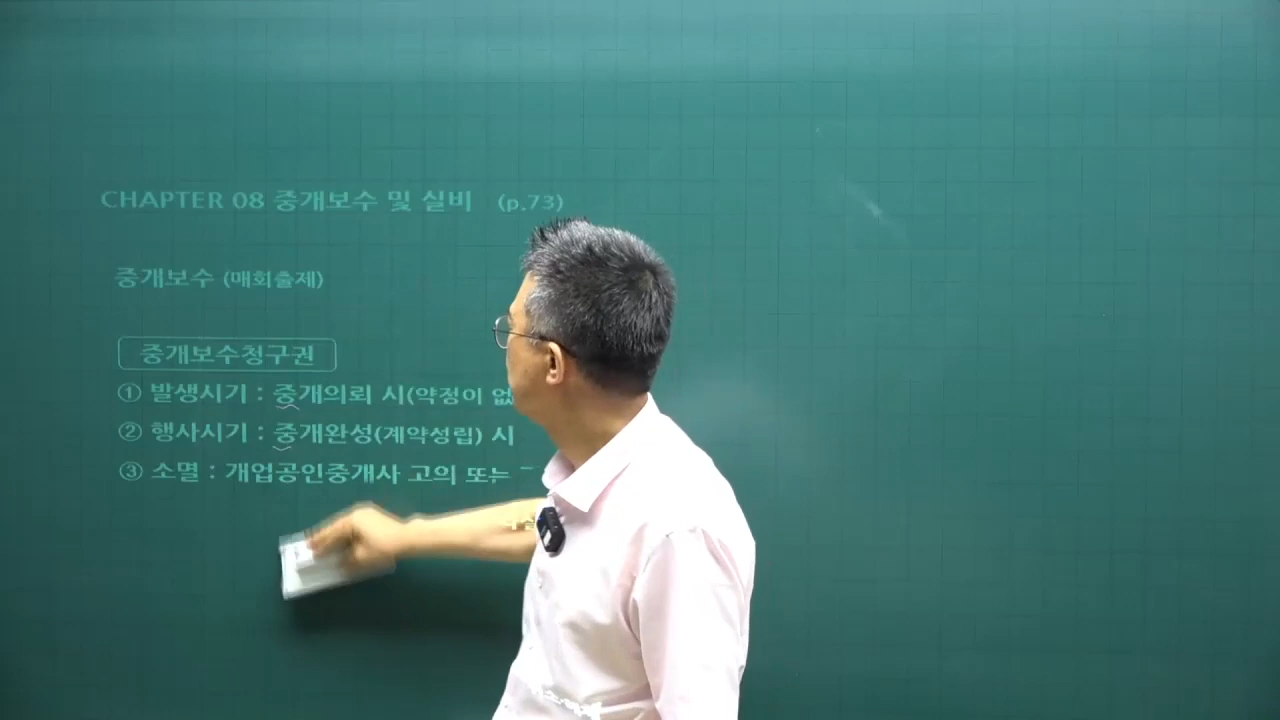 CHAPTER 08 중개보수 및 실비 (p.73)
중개보수 (매회출제)
중개보수청구권
① 발생시기 : 중개의뢰 시(약정이 없
② 행사시기 : 중개완성(계약성립) 시
③ 소멸 : 개업공인중개사 고의 또는